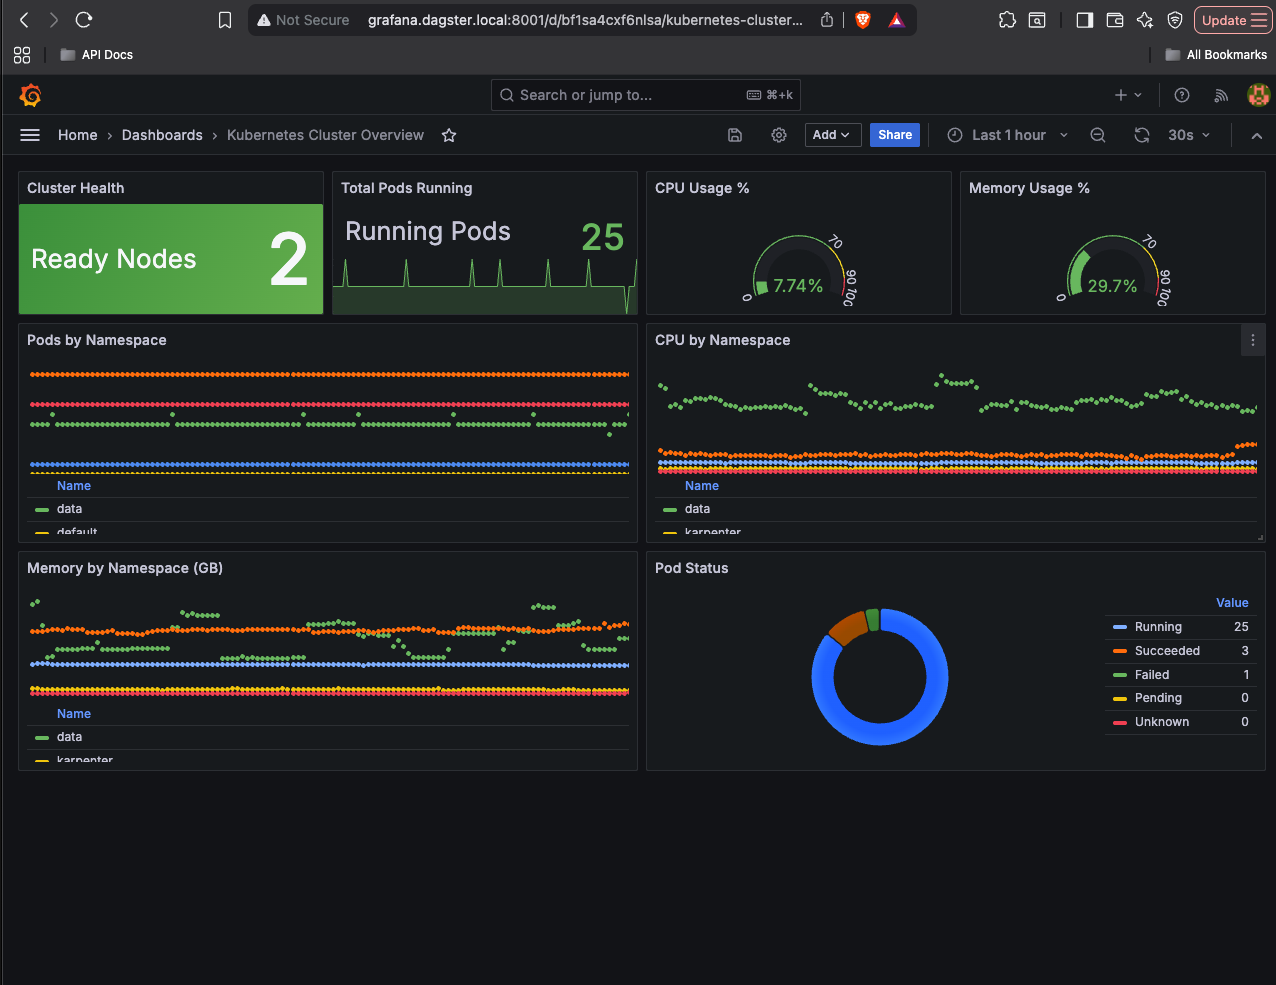 Not Secure grafana.dagster.local:8001/d/bf1sa4cxf6nlsa/kubernetes-cluster...
Update
API Docs
All Bookmarks
Search or jump to...
⌘+k
Home › Dashboards › Kubernetes Cluster Overview
Add
Share
Last 1 hour
30s
Cluster Health
Ready Nodes
2
Total Pods Running
Running Pods
25
CPU Usage %
0
70
90
100
7.74%
Memory Usage %
0
70
90
100
29.7%
Pods by Namespace
Name
data
default
CPU by Namespace
Name
data
karpenter
Memory by Namespace (GB)
Name
data
karpenter
Pod Status
Value
Running 25
Succeeded 3
Failed 1
Pending 0
Unknown 0